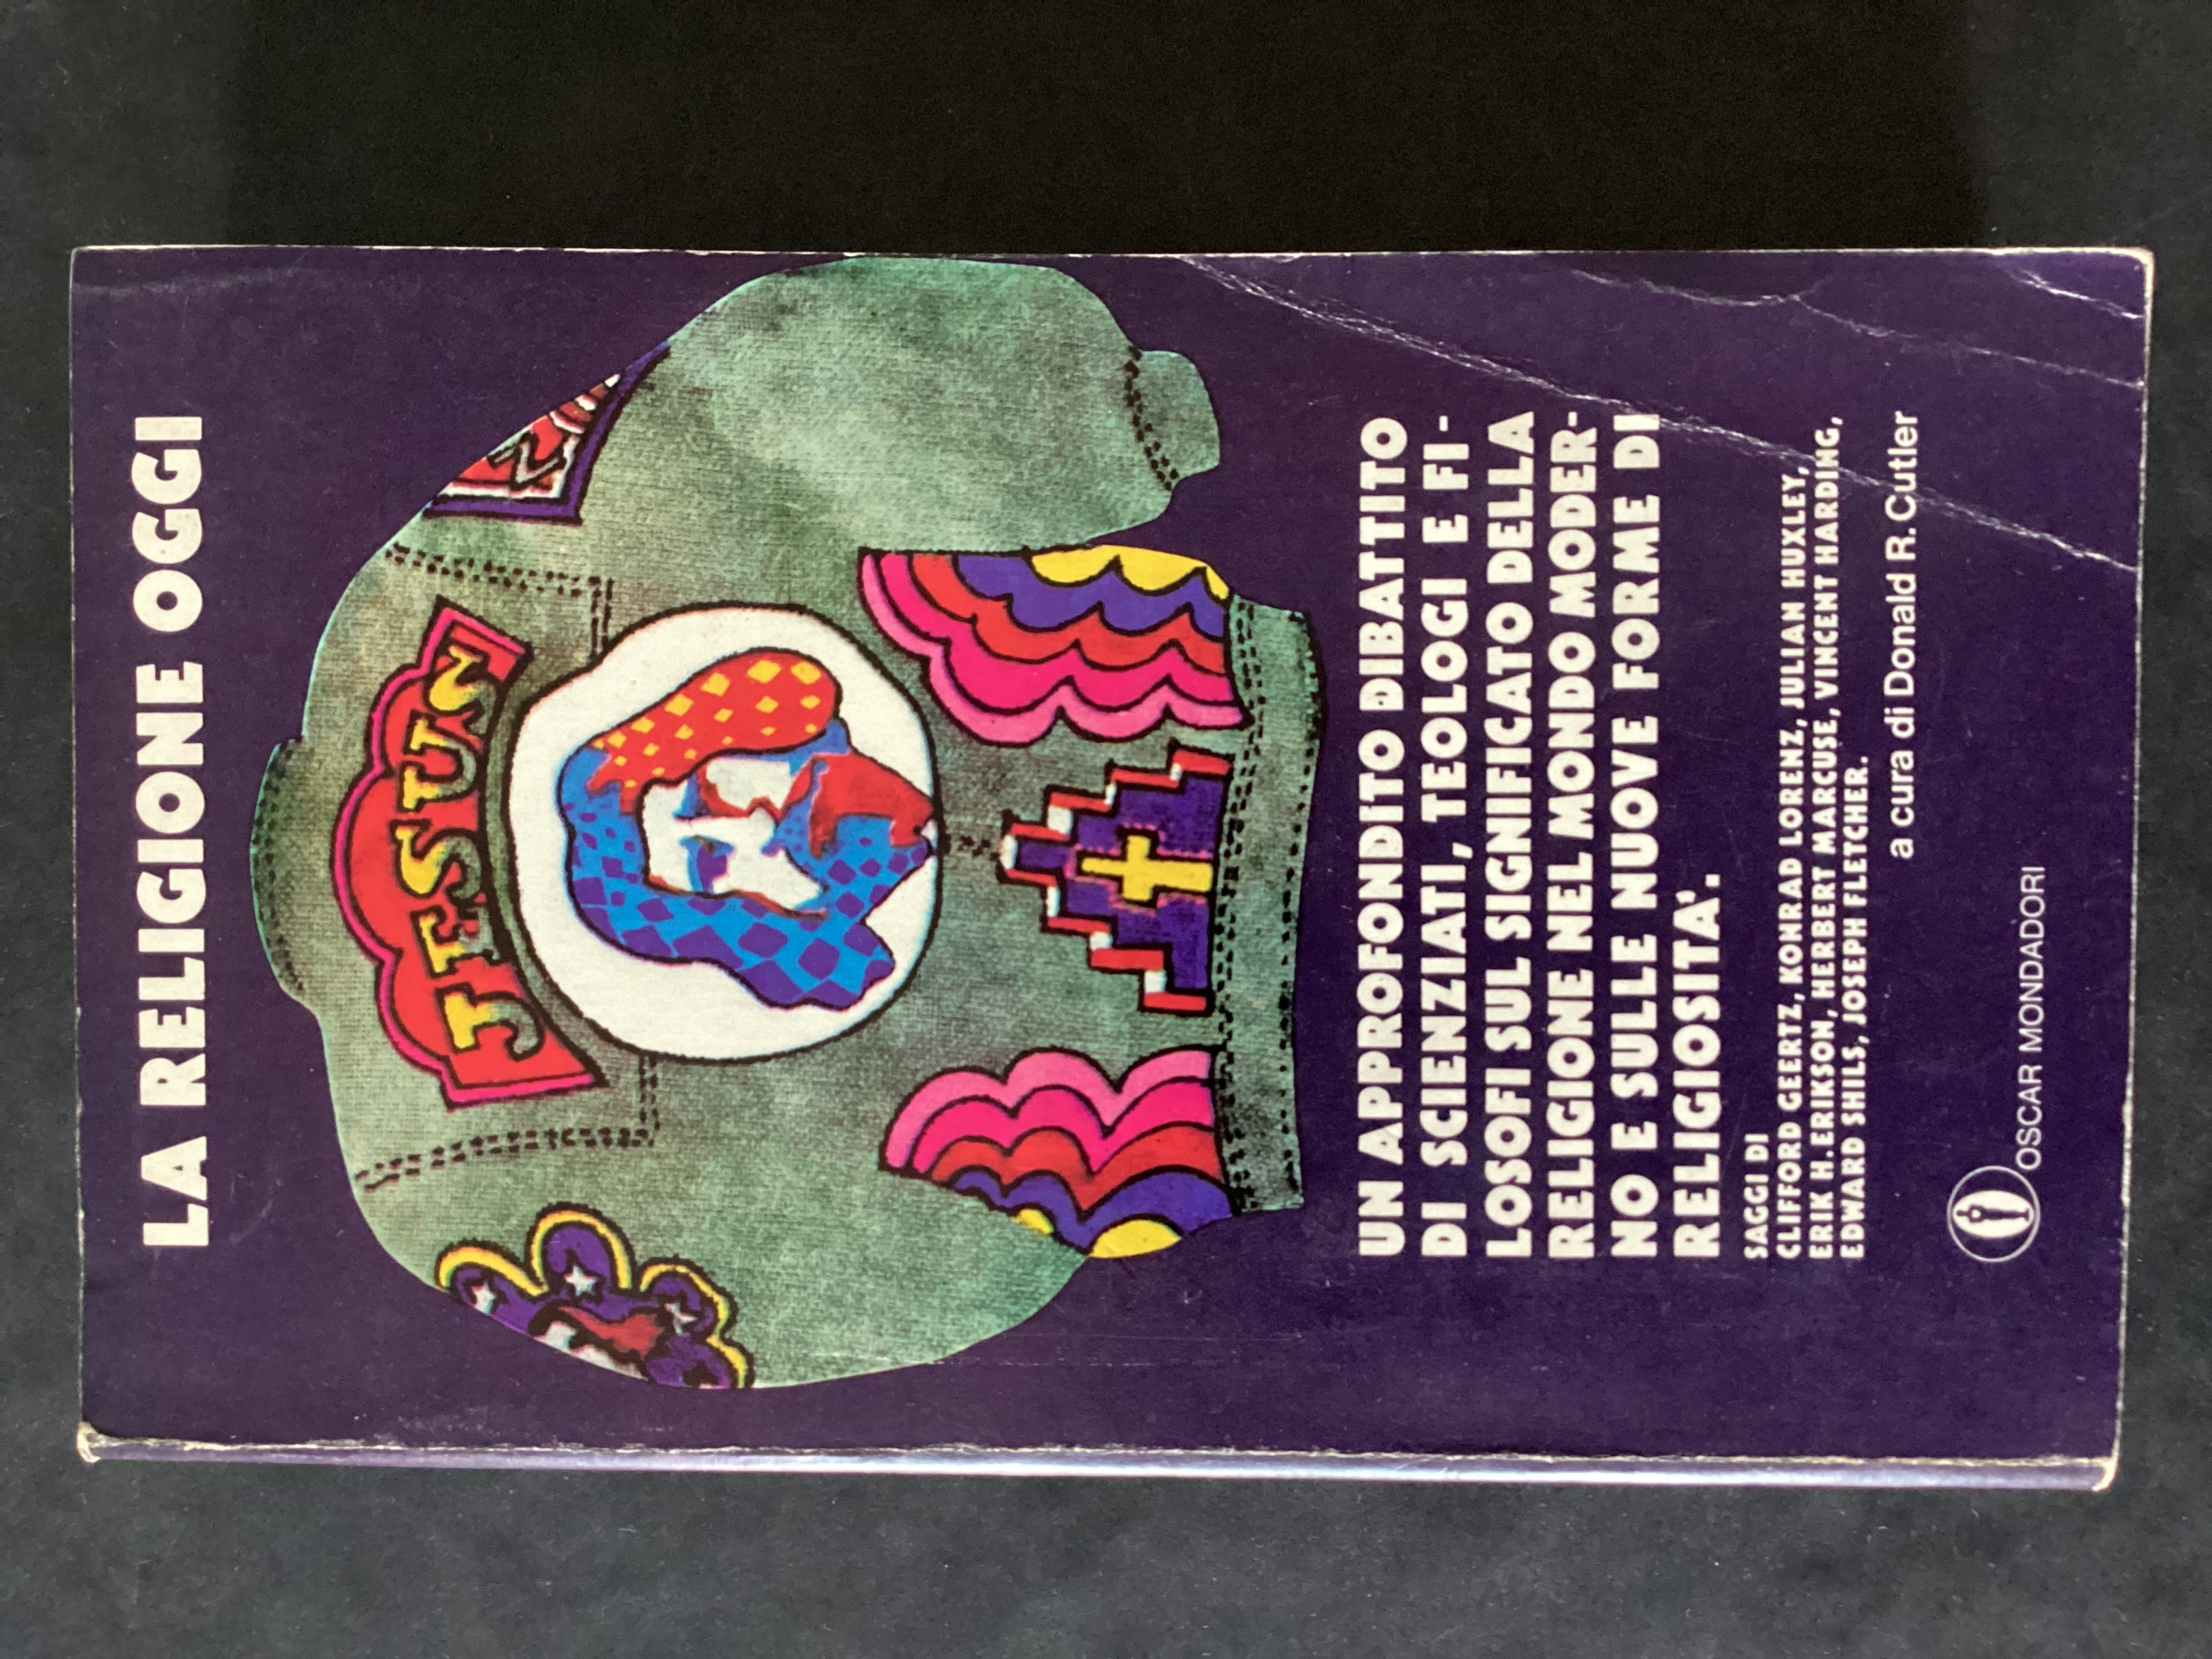 LA RELIGIONE OGGI
JESUS
UN APPROFONDITO DIBATTITO
DI SCIENZIATI, TEOLOGI E FI-
LOSOFI SUL SIGNIFICATO DELLA
RELIGIONE NEL MONDO MODER-
NO E SULLE NUOVE FORME DI
RELIGIOSITA'.
SAGGI DI
CLIFFORD GEERTZ, KONRAD LORENZ, JULIAN HUXLEY,
ERIK H.ERIKSON, HERBERT MARCUSE, VINCENT HARDING,
EDWARD SHILS, JOSEPH FLETCHER.
a cura di Donald R.Cutler
OSCAR MONDADORI